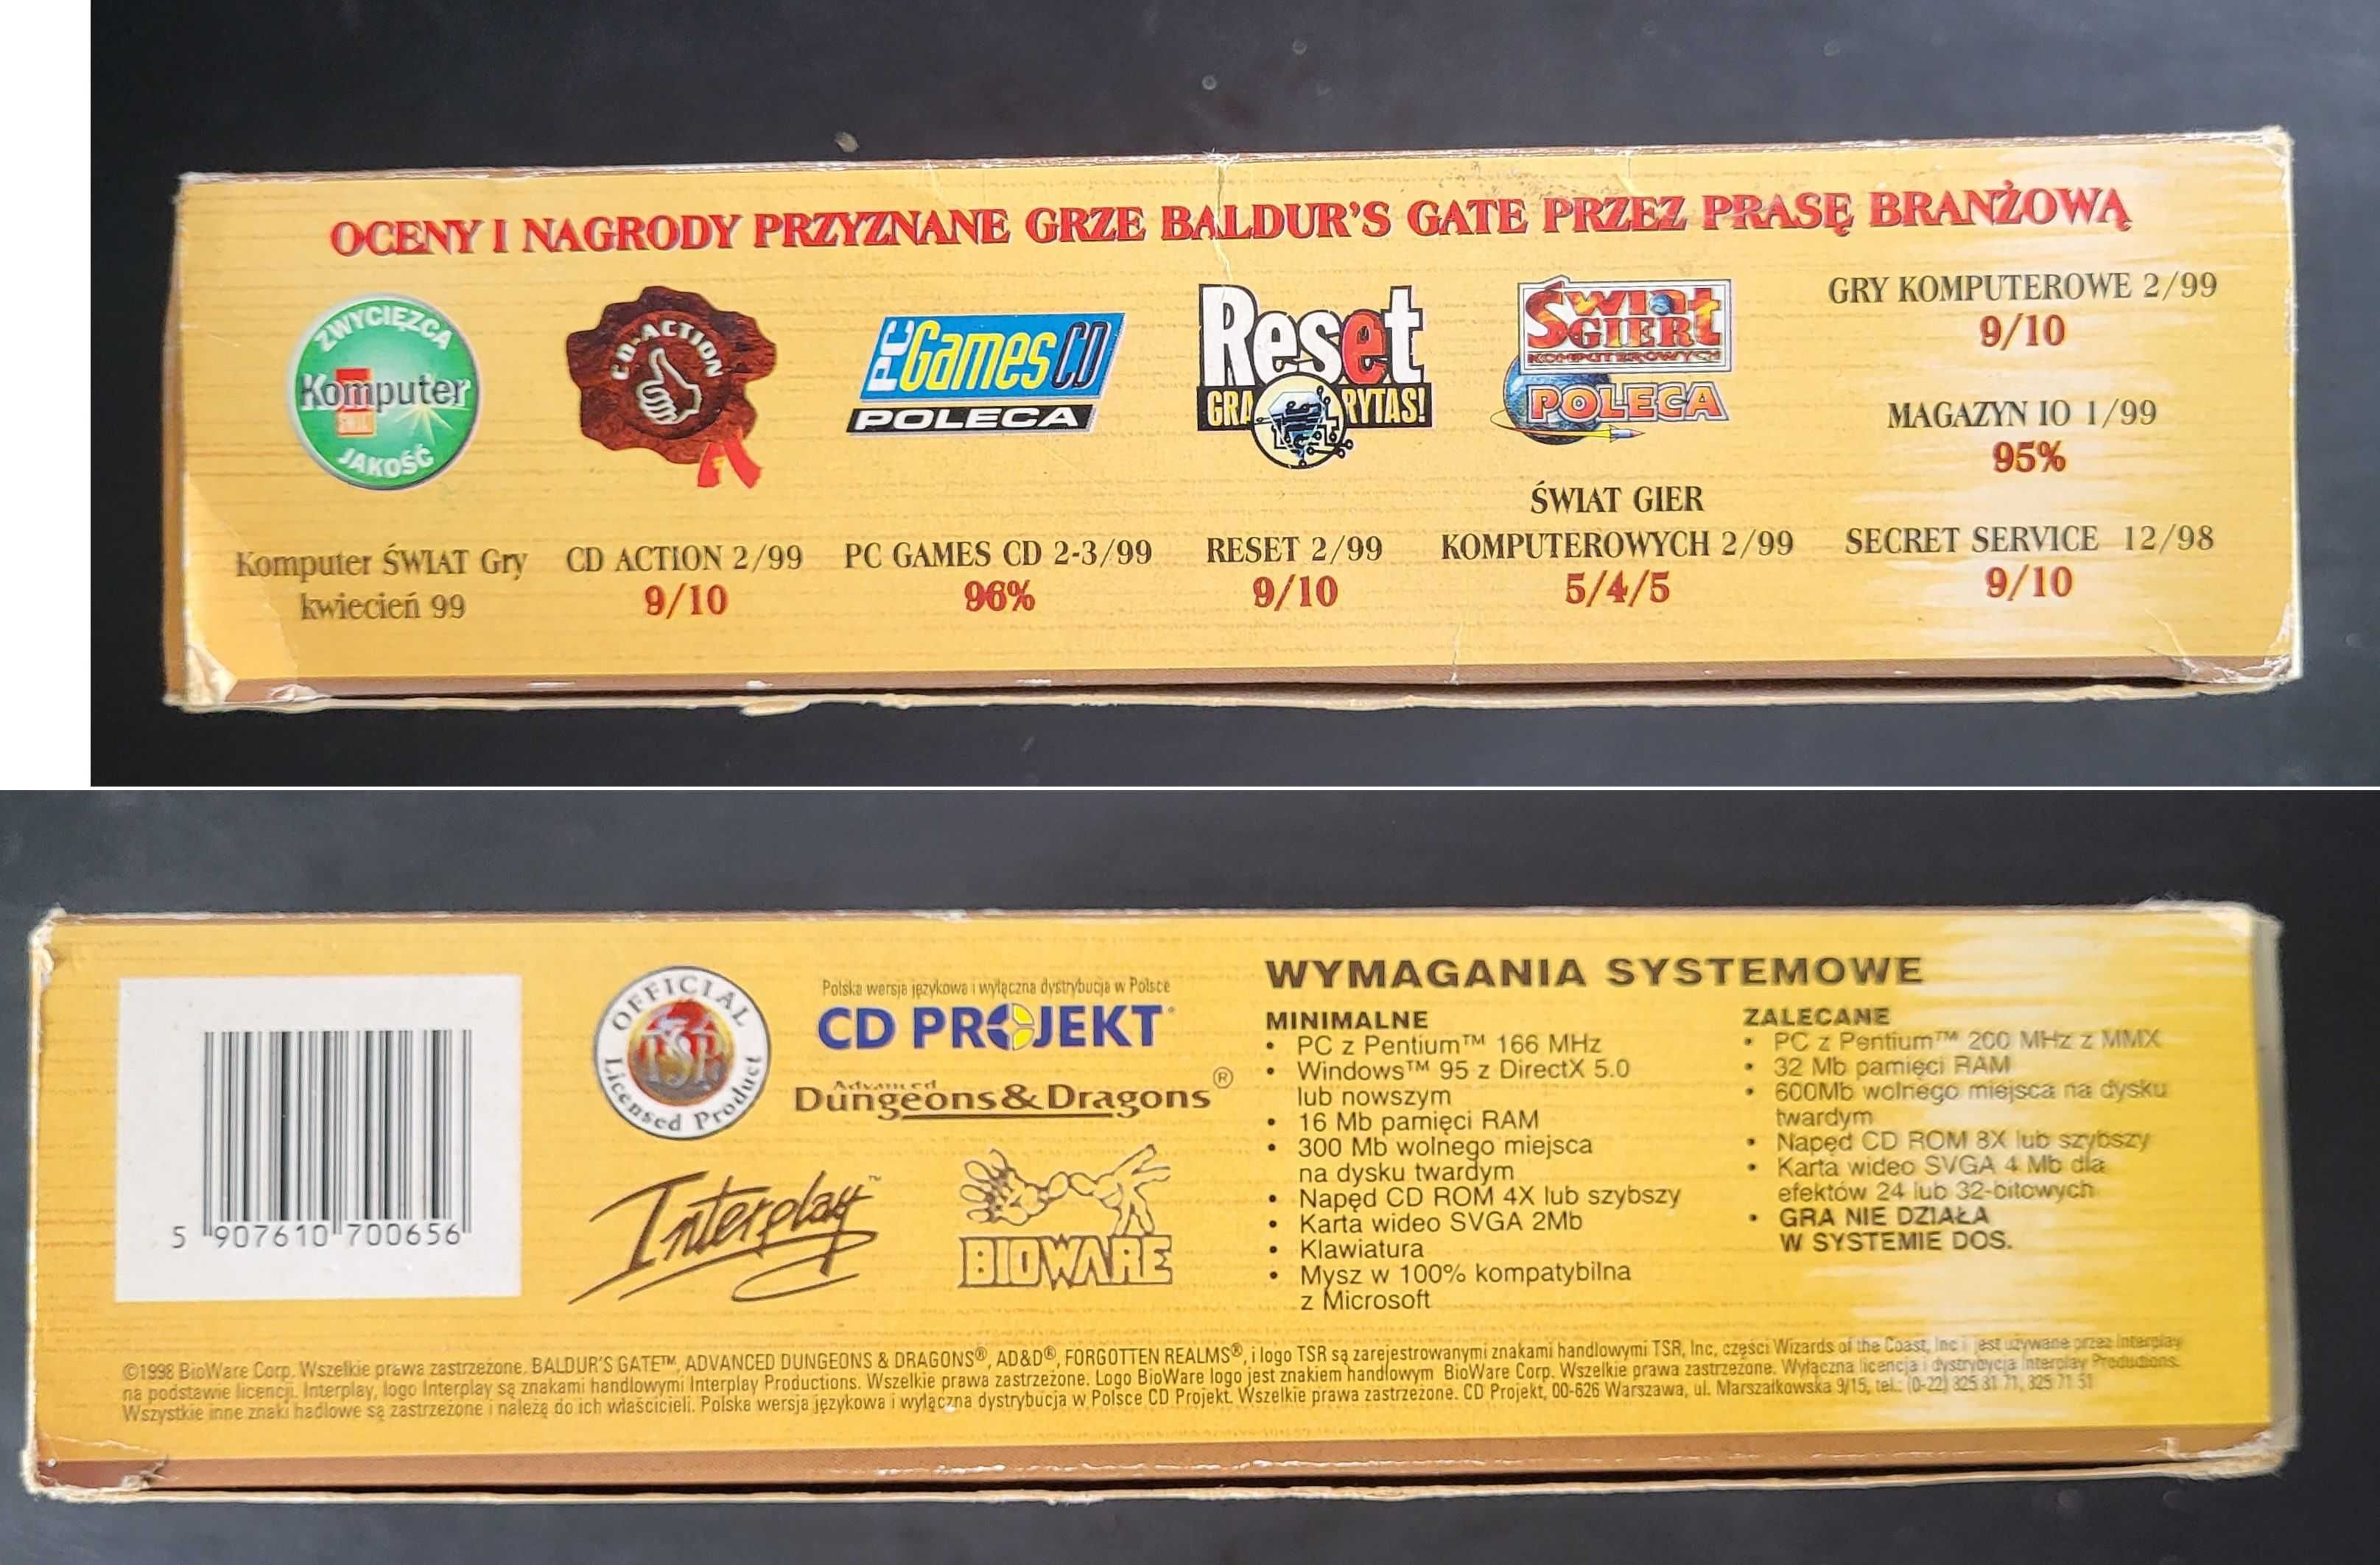 OCENY I NAGRODY PRZYZNANE GRZE BALDUR'S GATE PRZEZ PRASĘ BRANŻOWĄ
ZWYCIĘZCA
Komputer
JAKOŚĆ
Komputer ŚWIAT Gry
kwiecień 99
CD-ACTION
CD ACTION 2/99
9/10
PC Games CD
POLECA
PC GAMES CD 2-3/99
96%
Reset
GRA RYTAS!
RESET 2/99
9/10
Świat
GIER
KOMPUTEROWYCH
POLECA
ŚWIAT GIER
KOMPUTEROWYCH 2/99
5/4/5
GRY KOMPUTEROWE 2/99
9/10
MAGAZYN IO 1/99
95%
SECRET SERVICE 12/98
9/10
5 907610 700656
OFFICIAL
TSR
Licensed Product
Polska wersja językowa i wyłączna dystrybucja w Polsce
CD PROJEKT
Advanced
Dungeons & Dragons®
Interplay™
BIOWARE
WYMAGANIA SYSTEMOWE
MINIMALNE
• PC z Pentium™ 166 MHz
• Windows™ 95 z DirectX 5.0
lub nowszym
• 16 Mb pamięci RAM
• 300 Mb wolnego miejsca
na dysku twardym
• Napęd CD ROM 4X lub szybszy
• Karta wideo SVGA 2Mb
• Klawiatura
• Mysz w 100% kompatybilna
z Microsoft
ZALECANE
• PC z Pentium™ 200 MHz z MMX
• 32 Mb pamięci RAM
• 600Mb wolnego miejsca na dysku
twardym
• Napęd CD ROM 8X lub szybszy
• Karta wideo SVGA 4 Mb dla
efektów 24 lub 32-bitowych
• GRA NIE DZIAŁA
W SYSTEMIE DOS.
©1998 BioWare Corp. Wszelkie prawa zastrzeżone. BALDUR'S GATE™, ADVANCED DUNGEONS & DRAGONS®, AD&D®, FORGOTTEN REALMS®, i logo TSR są zarejestrowanymi znakami handlowymi TSR, Inc, części Wizards of the Coast, Inc i jest używane przez Interplay
na podstawie licencji. Interplay, logo Interplay są znakami handlowymi Interplay Productions. Wszelkie prawa zastrzeżone. Logo BioWare logo jest znakiem handlowym BioWare Corp. Wszelkie prawa zastrzeżone. Wyłączna licencja i dystrybycja Interplay Productions.
Wszystkie inne znaki hadlowe są zastrzeżone i należą do ich właścicieli. Polska wersja językowa i wyłączna dystrybucja w Polsce CD Projekt. Wszelkie prawa zastrzeżone. CD Projekt, 00-626 Warszawa, ul. Marszałkowska 9/15, tel.: (0-22) 825 81 71, 825 71 51